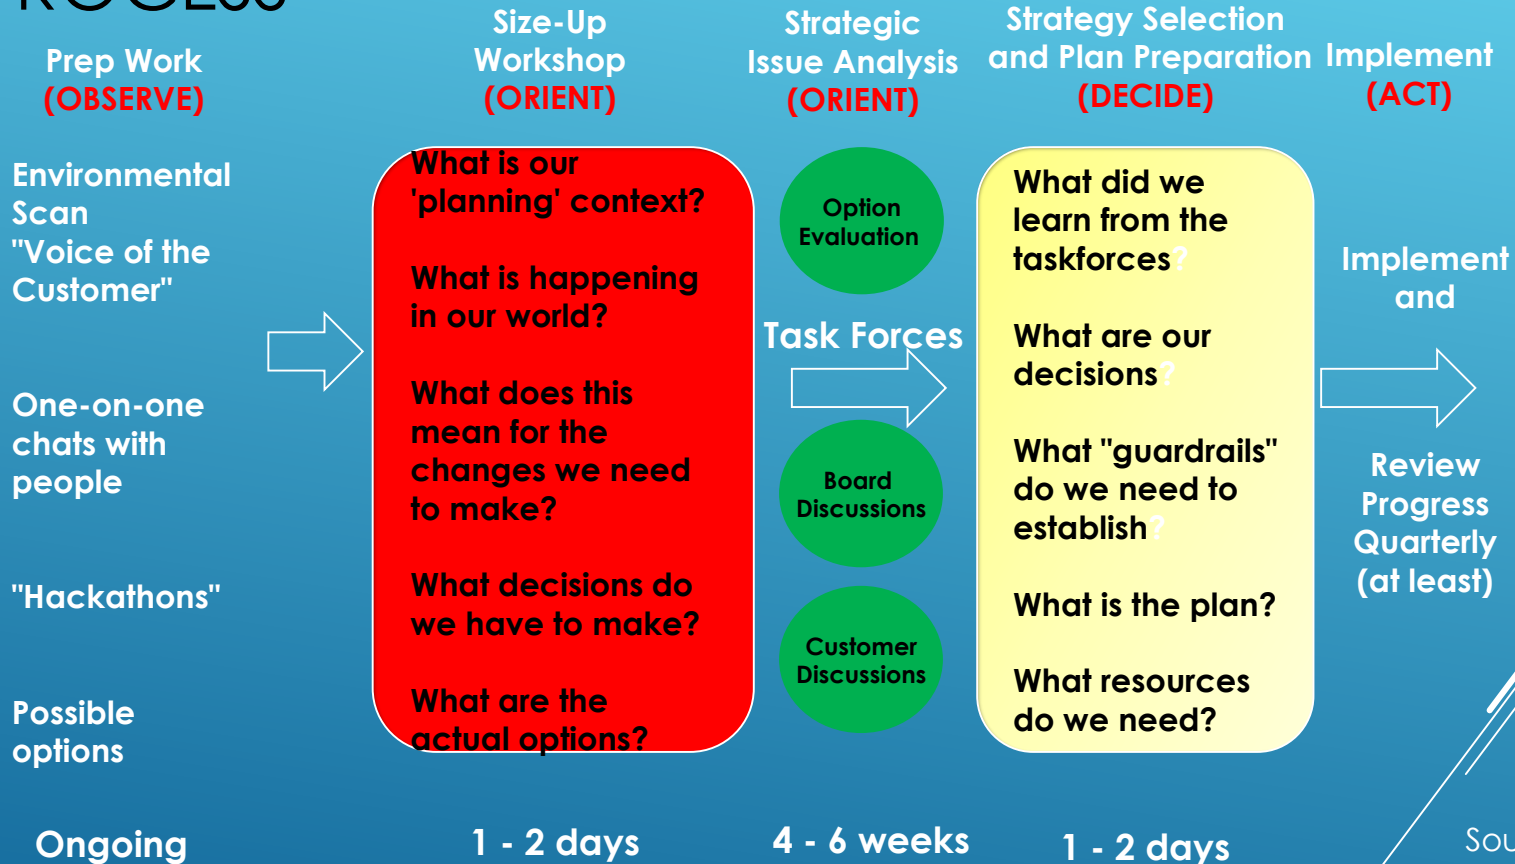 Prep Work
(OBSERVE)
Environmental
Scan
"Voice of the
Customer"
One-on-one
chats with
people
"Hackathons"
Possible
options
Ongoing
Size-Up
Workshop
(ORIENT)
What is our
'planning' context?
What is happening
in our world?
What does this
mean for the
changes we need
to make?
What decisions do
we have to make?
What are the
actual options?
1 - 2 days
Strategic
Issue Analysis
(ORIENT)
Option
Evaluation
Task Forces
Board
Discussions
Customer
Discussions
4 - 6 weeks
Strategy Selection
and Plan Preparation
(DECIDE)
What did we
learn from the
taskforces?
What are our
decisions?
What "guardrails"
do we need to
establish?
What is the plan?
What resources
do we need?
1 - 2 days
Implement
(ACT)
Implement
and
Review
Progress
Quarterly
(at least)